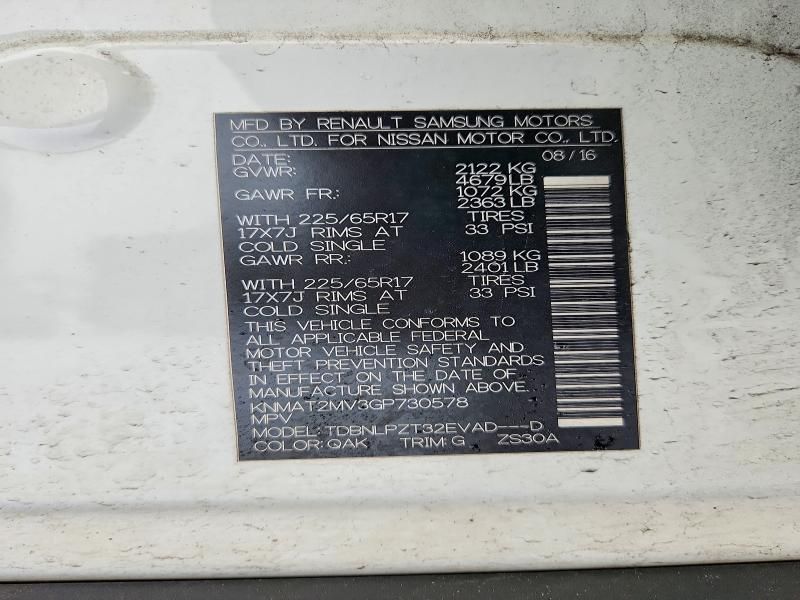 MFD BY RENAULT SAMSUNG MOTORS
CO., LTD. FOR NISSAN MOTOR CO., LTD.
DATE: 08/16
GVWR: 2122 KG
4679 LB
GAWR FR.: 1072 KG
2363 LB
WITH 225/65R17 TIRES
17X7J RIMS AT 33 PSI
COLD SINGLE
GAWR RR.: 1089 KG
2401 LB
WITH 225/65R17 TIRES
17X7J RIMS AT 33 PSI
COLD SINGLE
THIS VEHICLE CONFORMS TO
ALL APPLICABLE FEDERAL
MOTOR VEHICLE SAFETY AND
THEFT PREVENTION STANDARDS
IN EFFECT ON THE DATE OF
MANUFACTURE SHOWN ABOVE.
KNMAT2MV3GP730578
MPV
MODEL: TDBNLPZT32EVAD---D
COLOR: QAK TRIM: G ZS30A